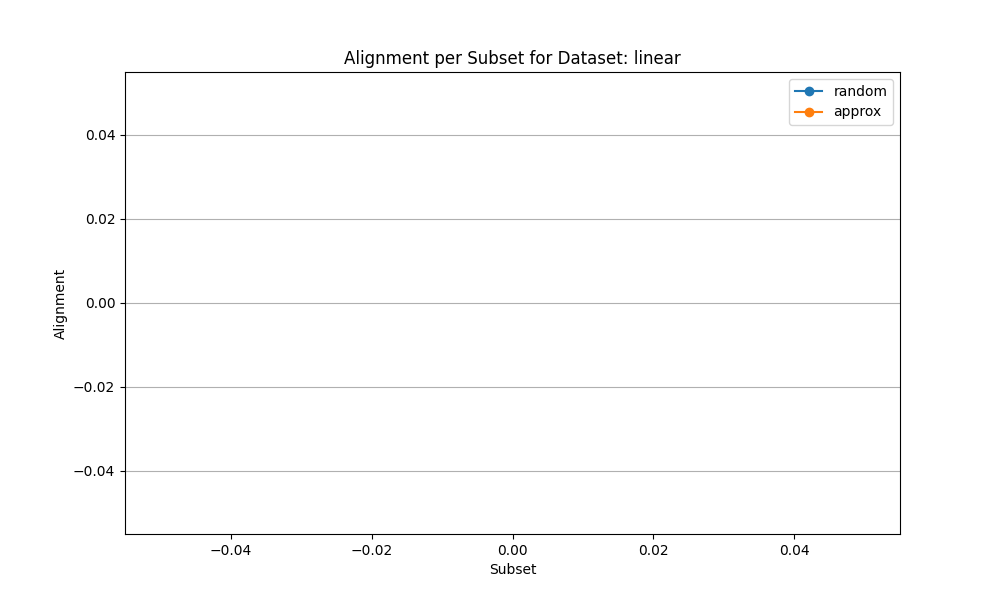 Alignment per Subset for Dataset: linear
random
approx
0.04
0.02
0.00
−0.02
−0.04
Alignment
−0.04
−0.02
0.00
0.02
0.04
Subset